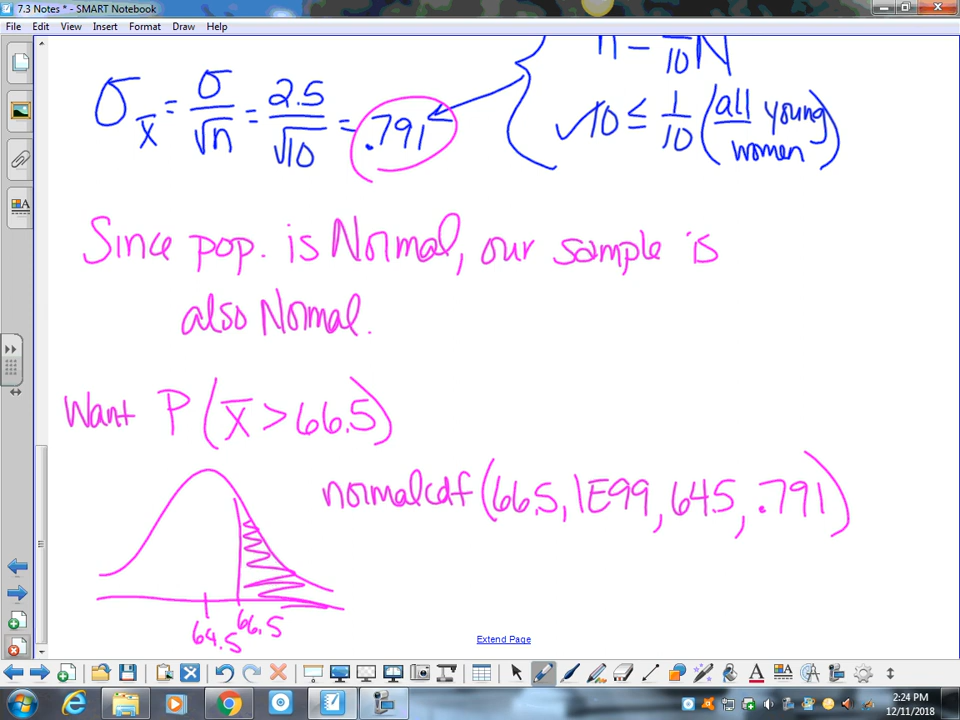 7.3 Notes * - SMART Notebook
File Edit View Insert Format Draw Help
σx̄ = σ/√n = 2.5/√10 = .791
10 ≤ 1/10 (all young women)
Since pop. is Normal, our sample is
also Normal.
Want P(x̄ > 66.5)
normalcdf(66.5, 1E99, 64.5, .791)
64.5 66.5
Extend Page
2:24 PM
12/11/2018